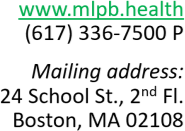 www.mlpb.health
(617) 336-7500 P
Mailing address:
24 School St., 2nd Fl.
Boston, MA 02108